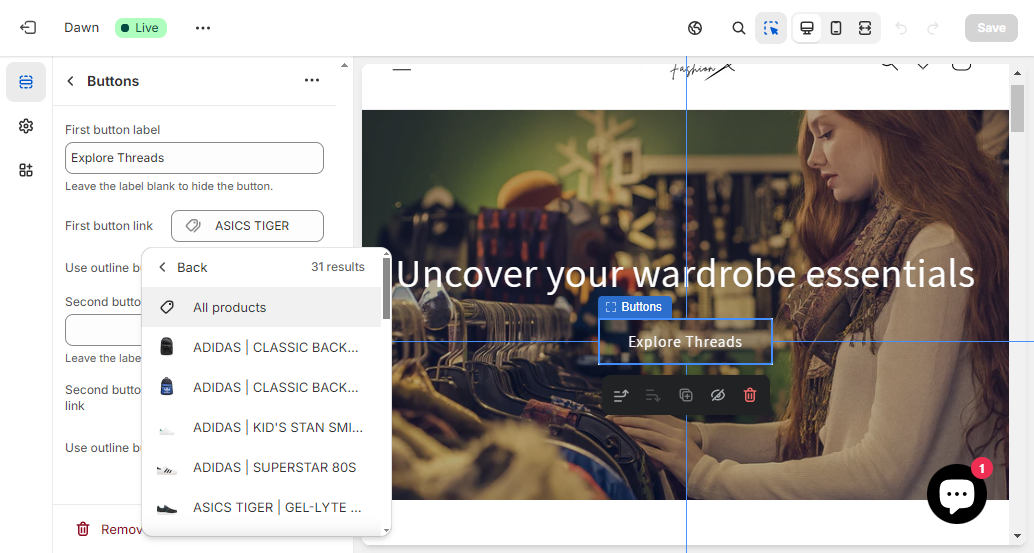 Dawn
Live
Save
Buttons
First button label
Explore Threads
Leave the label blank to hide the button.
First button link
ASICS TIGER
Use outline b
Second butto
Leave the labe
Second butto
link
Use outline b
Remov
Back
31 results
All products
ADIDAS | CLASSIC BACK...
ADIDAS | CLASSIC BACK...
ADIDAS | KID'S STAN SMI...
ADIDAS | SUPERSTAR 80S
ASICS TIGER | GEL-LYTE ...
Fashion X
Uncover your wardrobe essentials
Buttons
Explore Threads
1